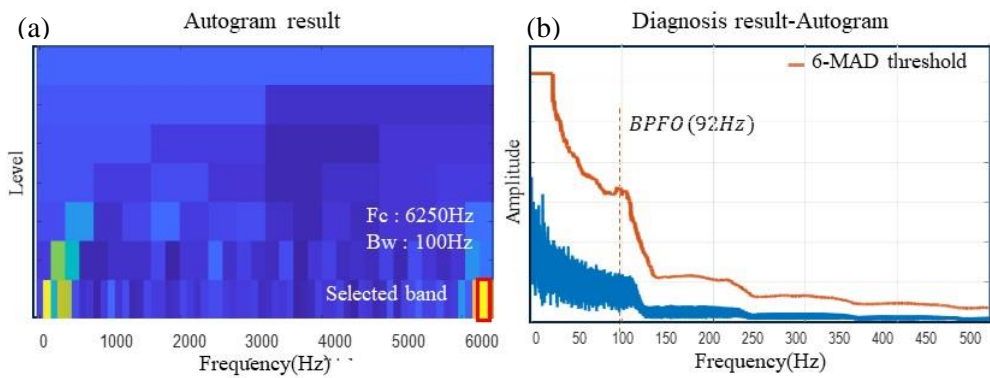 (a)
Autogram result
Level
Fc : 6250Hz
Bw : 100Hz
Selected band
0 1000 2000 3000 4000 5000 6000
Frequency(Hz)
(b)
Diagnosis result-Autogram
6-MAD threshold
BPFO(92Hz)
Amplitude
0 50 100 150 200 250 300 350 400 450 500
Frequency(Hz)